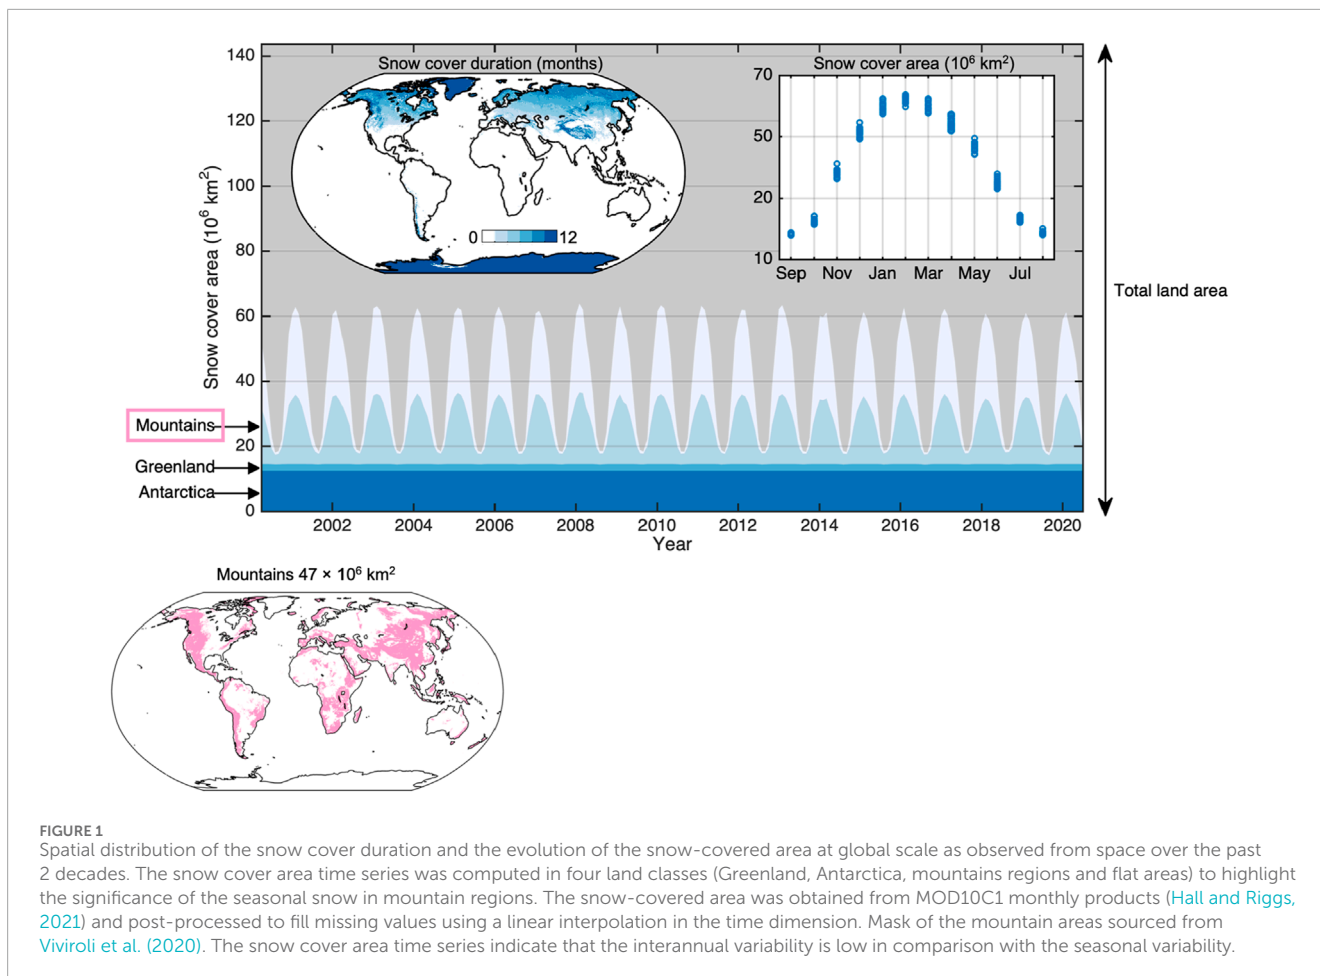 140
120
100
80
60
40
20
0
Snow cover area (10⁶ km²)
Snow cover duration (months)
0 12
Snow cover area (10⁶ km²)
70
50
20
10
Sep Nov Jan Mar May Jul
Total land area
Mountains
Greenland
Antarctica
2002 2004 2006 2008 2010 2012 2014 2016 2018 2020
Year
Mountains 47 × 10⁶ km²
FIGURE 1
Spatial distribution of the snow cover duration and the evolution of the snow-covered area at global scale as observed from space over the past
2 decades. The snow cover area time series was computed in four land classes (Greenland, Antarctica, mountains regions and flat areas) to highlight
the significance of the seasonal snow in mountain regions. The snow-covered area was obtained from MOD10C1 monthly products (Hall and Riggs,
2021) and post-processed to fill missing values using a linear interpolation in the time dimension. Mask of the mountain areas sourced from
Viviroli et al. (2020). The snow cover area time series indicate that the interannual variability is low in comparison with the seasonal variability.